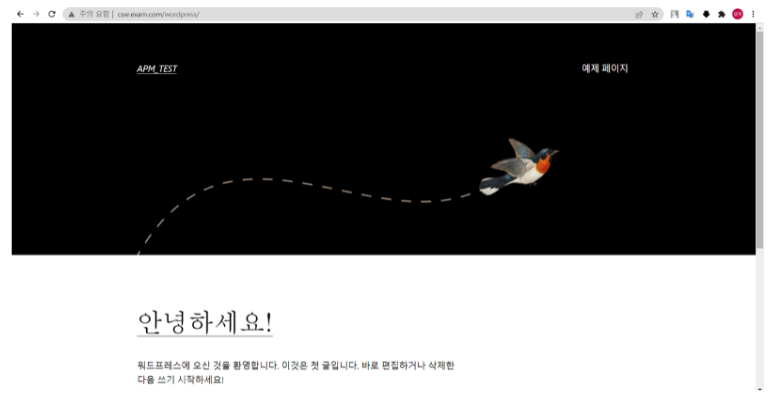 주의 요함 | csw.exam.com/wordpress/
APM_TEST
예제 페이지
안녕하세요!
워드프레스에 오신 것을 환영합니다. 이것은 첫 글입니다. 바로 편집하거나 삭제한
다음 쓰기 시작하세요!